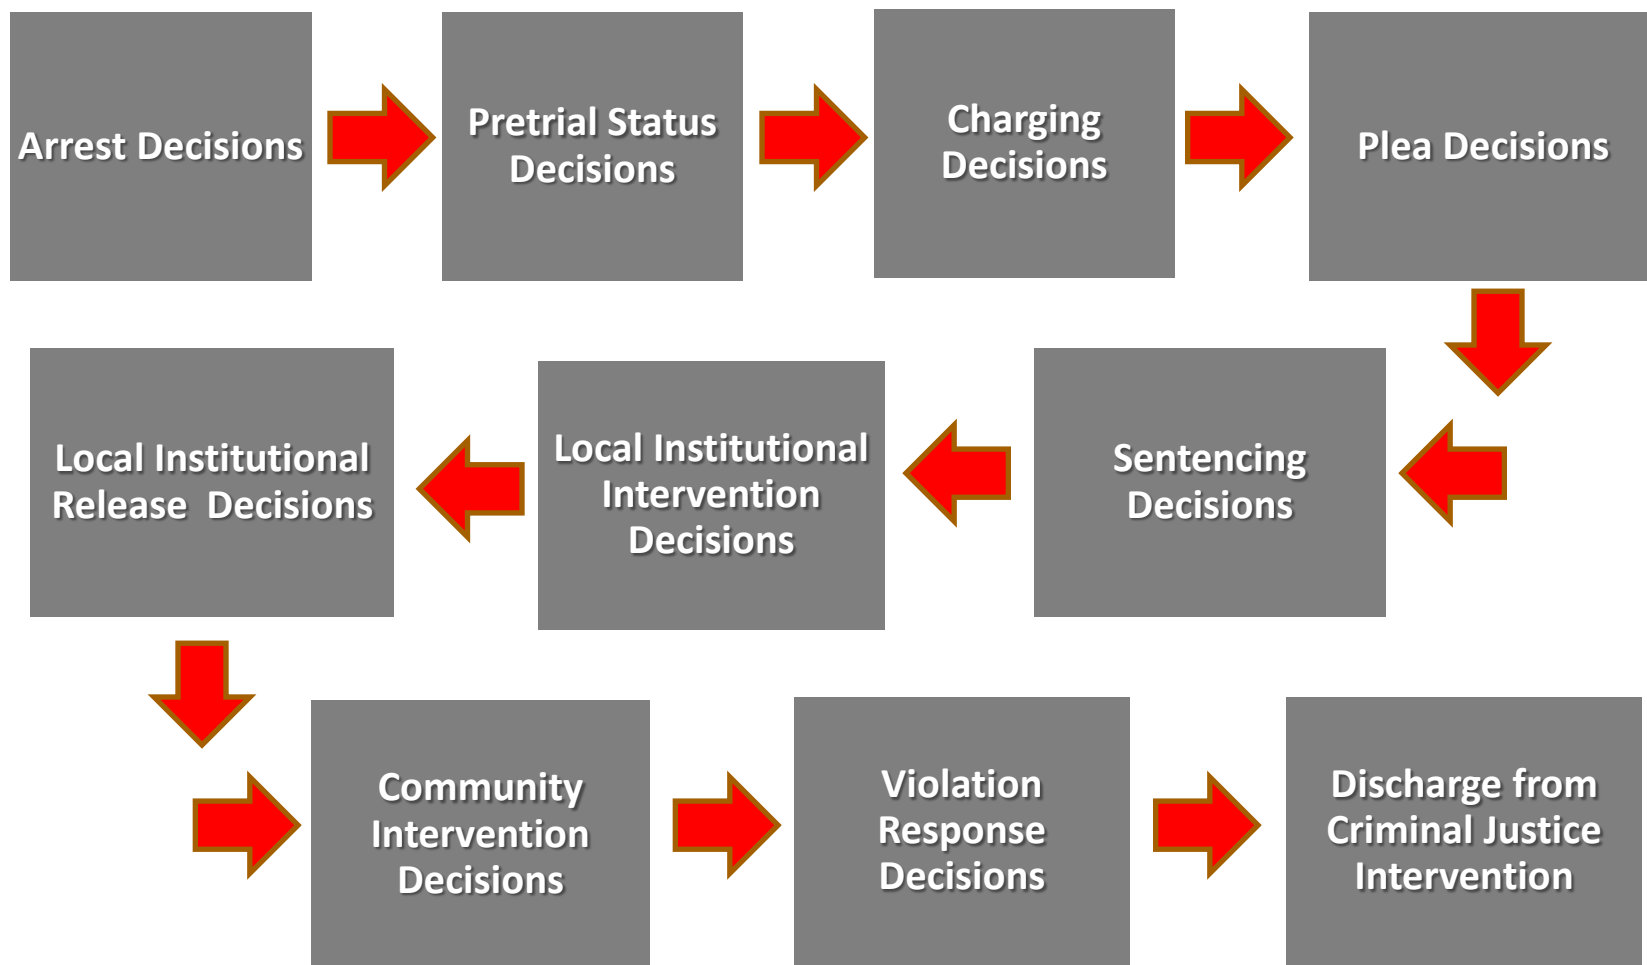 Arrest Decisions
Pretrial Status
Decisions
Charging
Decisions
Plea Decisions
Sentencing
Decisions
Local Institutional
Intervention
Decisions
Local Institutional
Release  Decisions
Community
Intervention
Decisions
Violation
Response
Decisions
Discharge from
Criminal Justice
Intervention